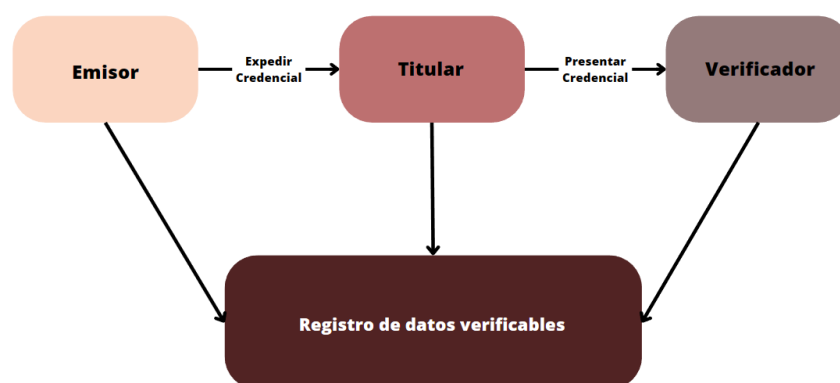 Emisor
Expedir
Credencial
Titular
Presentar
Credencial
Verificador
Registro de datos verificables